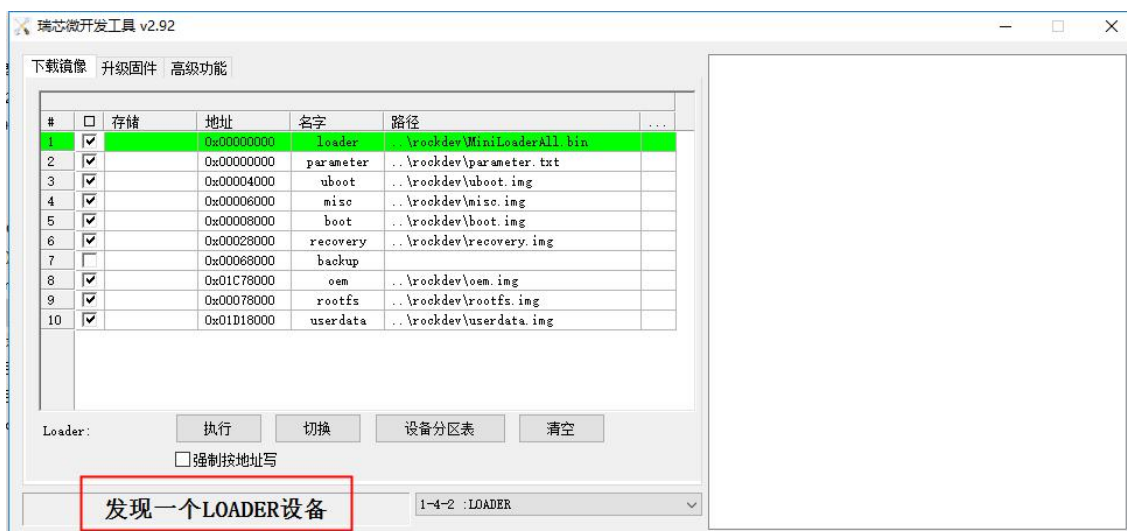 瑞芯微开发工具 v2.92
下载镜像 升级固件 高级功能
# 存储 地址 名字 路径 ...
1 0x00000000 loader ..\rockdev\MiniLoaderAll.bin
2 0x00000000 parameter ..\rockdev\parameter.txt
3 0x00004000 uboot ..\rockdev\uboot.img
4 0x00006000 misc ..\rockdev\misc.img
5 0x00008000 boot ..\rockdev\boot.img
6 0x00028000 recovery ..\rockdev\recovery.img
7 0x00068000 backup
8 0x01C78000 oem ..\rockdev\oem.img
9 0x00078000 rootfs ..\rockdev\rootfs.img
10 0x01D18000 userdata ..\rockdev\userdata.img
Loader: 执行 切换 设备分区表 清空
强制按地址写
发现一个LOADER设备 1-4-2 :LOADER